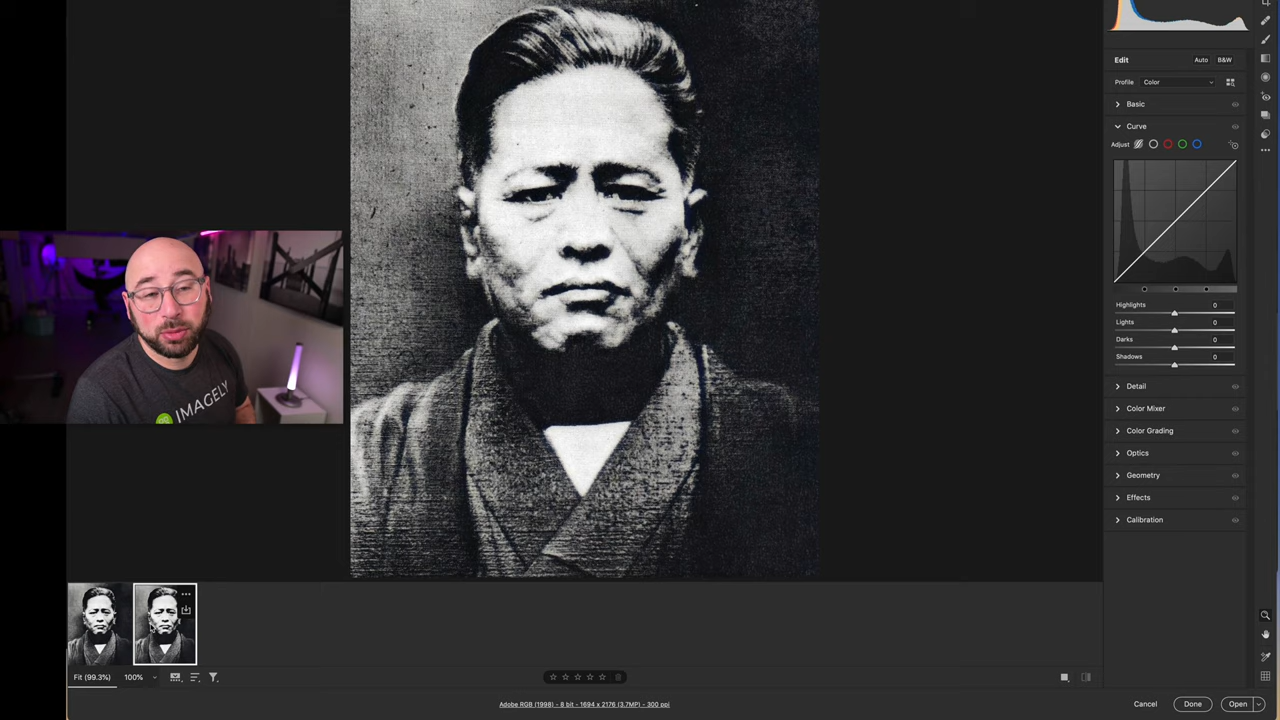 Edit
Auto
B&W
Profile
Color
Basic
Curve
Adjust
Highlights 0
Lights 0
Darks 0
Shadows 0
Detail
Color Mixer
Color Grading
Optics
Geometry
Effects
Calibration
IMAGELY
Fit (99.3%)
100%
Adobe RGB (1998) - 8 bit - 1694 x 2176 (3.7MP) - 300 ppi
Cancel
Done
Open